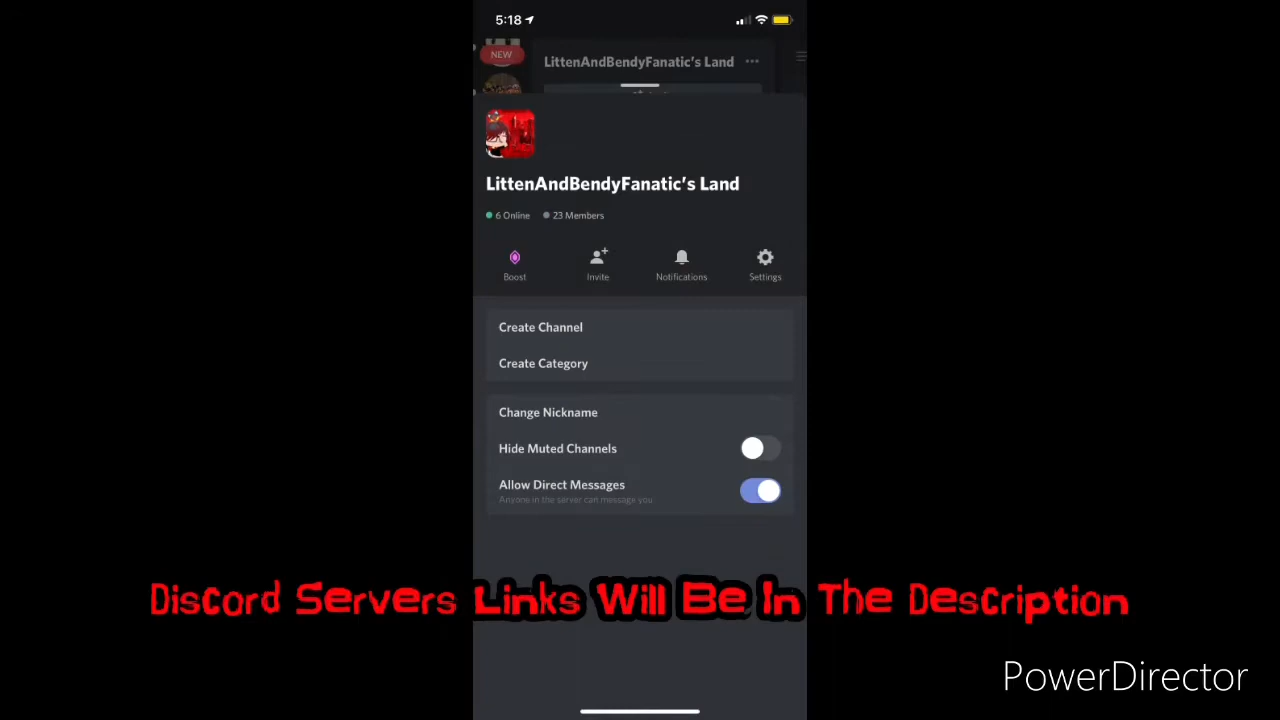 5:18
NEW
LittenAndBendyFanatic's Land
LittenAndBendyFanatic's Land
6 Online 23 Members
Boost Invite Notifications Settings
Create Channel
Create Category
Change Nickname
Hide Muted Channels
Allow Direct Messages
Anyone in the server can message you
Discord Servers Links Will Be In The Description
PowerDirector